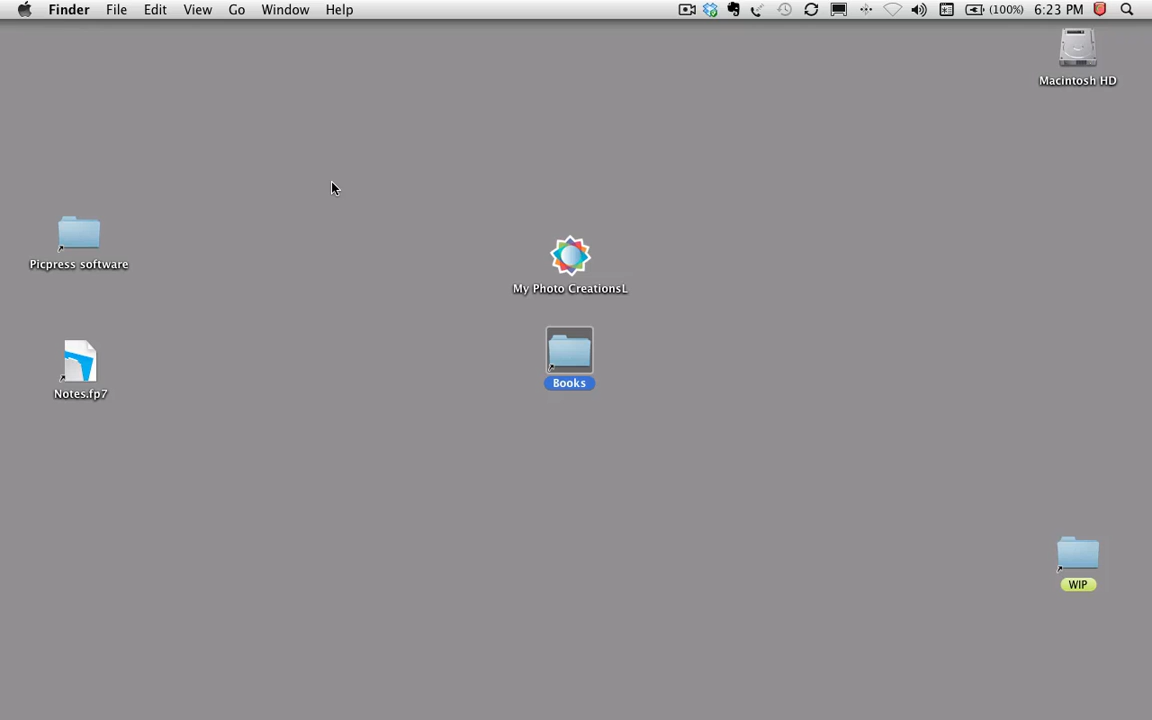 Finder File Edit View Go Window Help (100%) 6:23 PM
Macintosh HD
Picpress software
My Photo CreationsL
Books
Notes.fp7
WIP